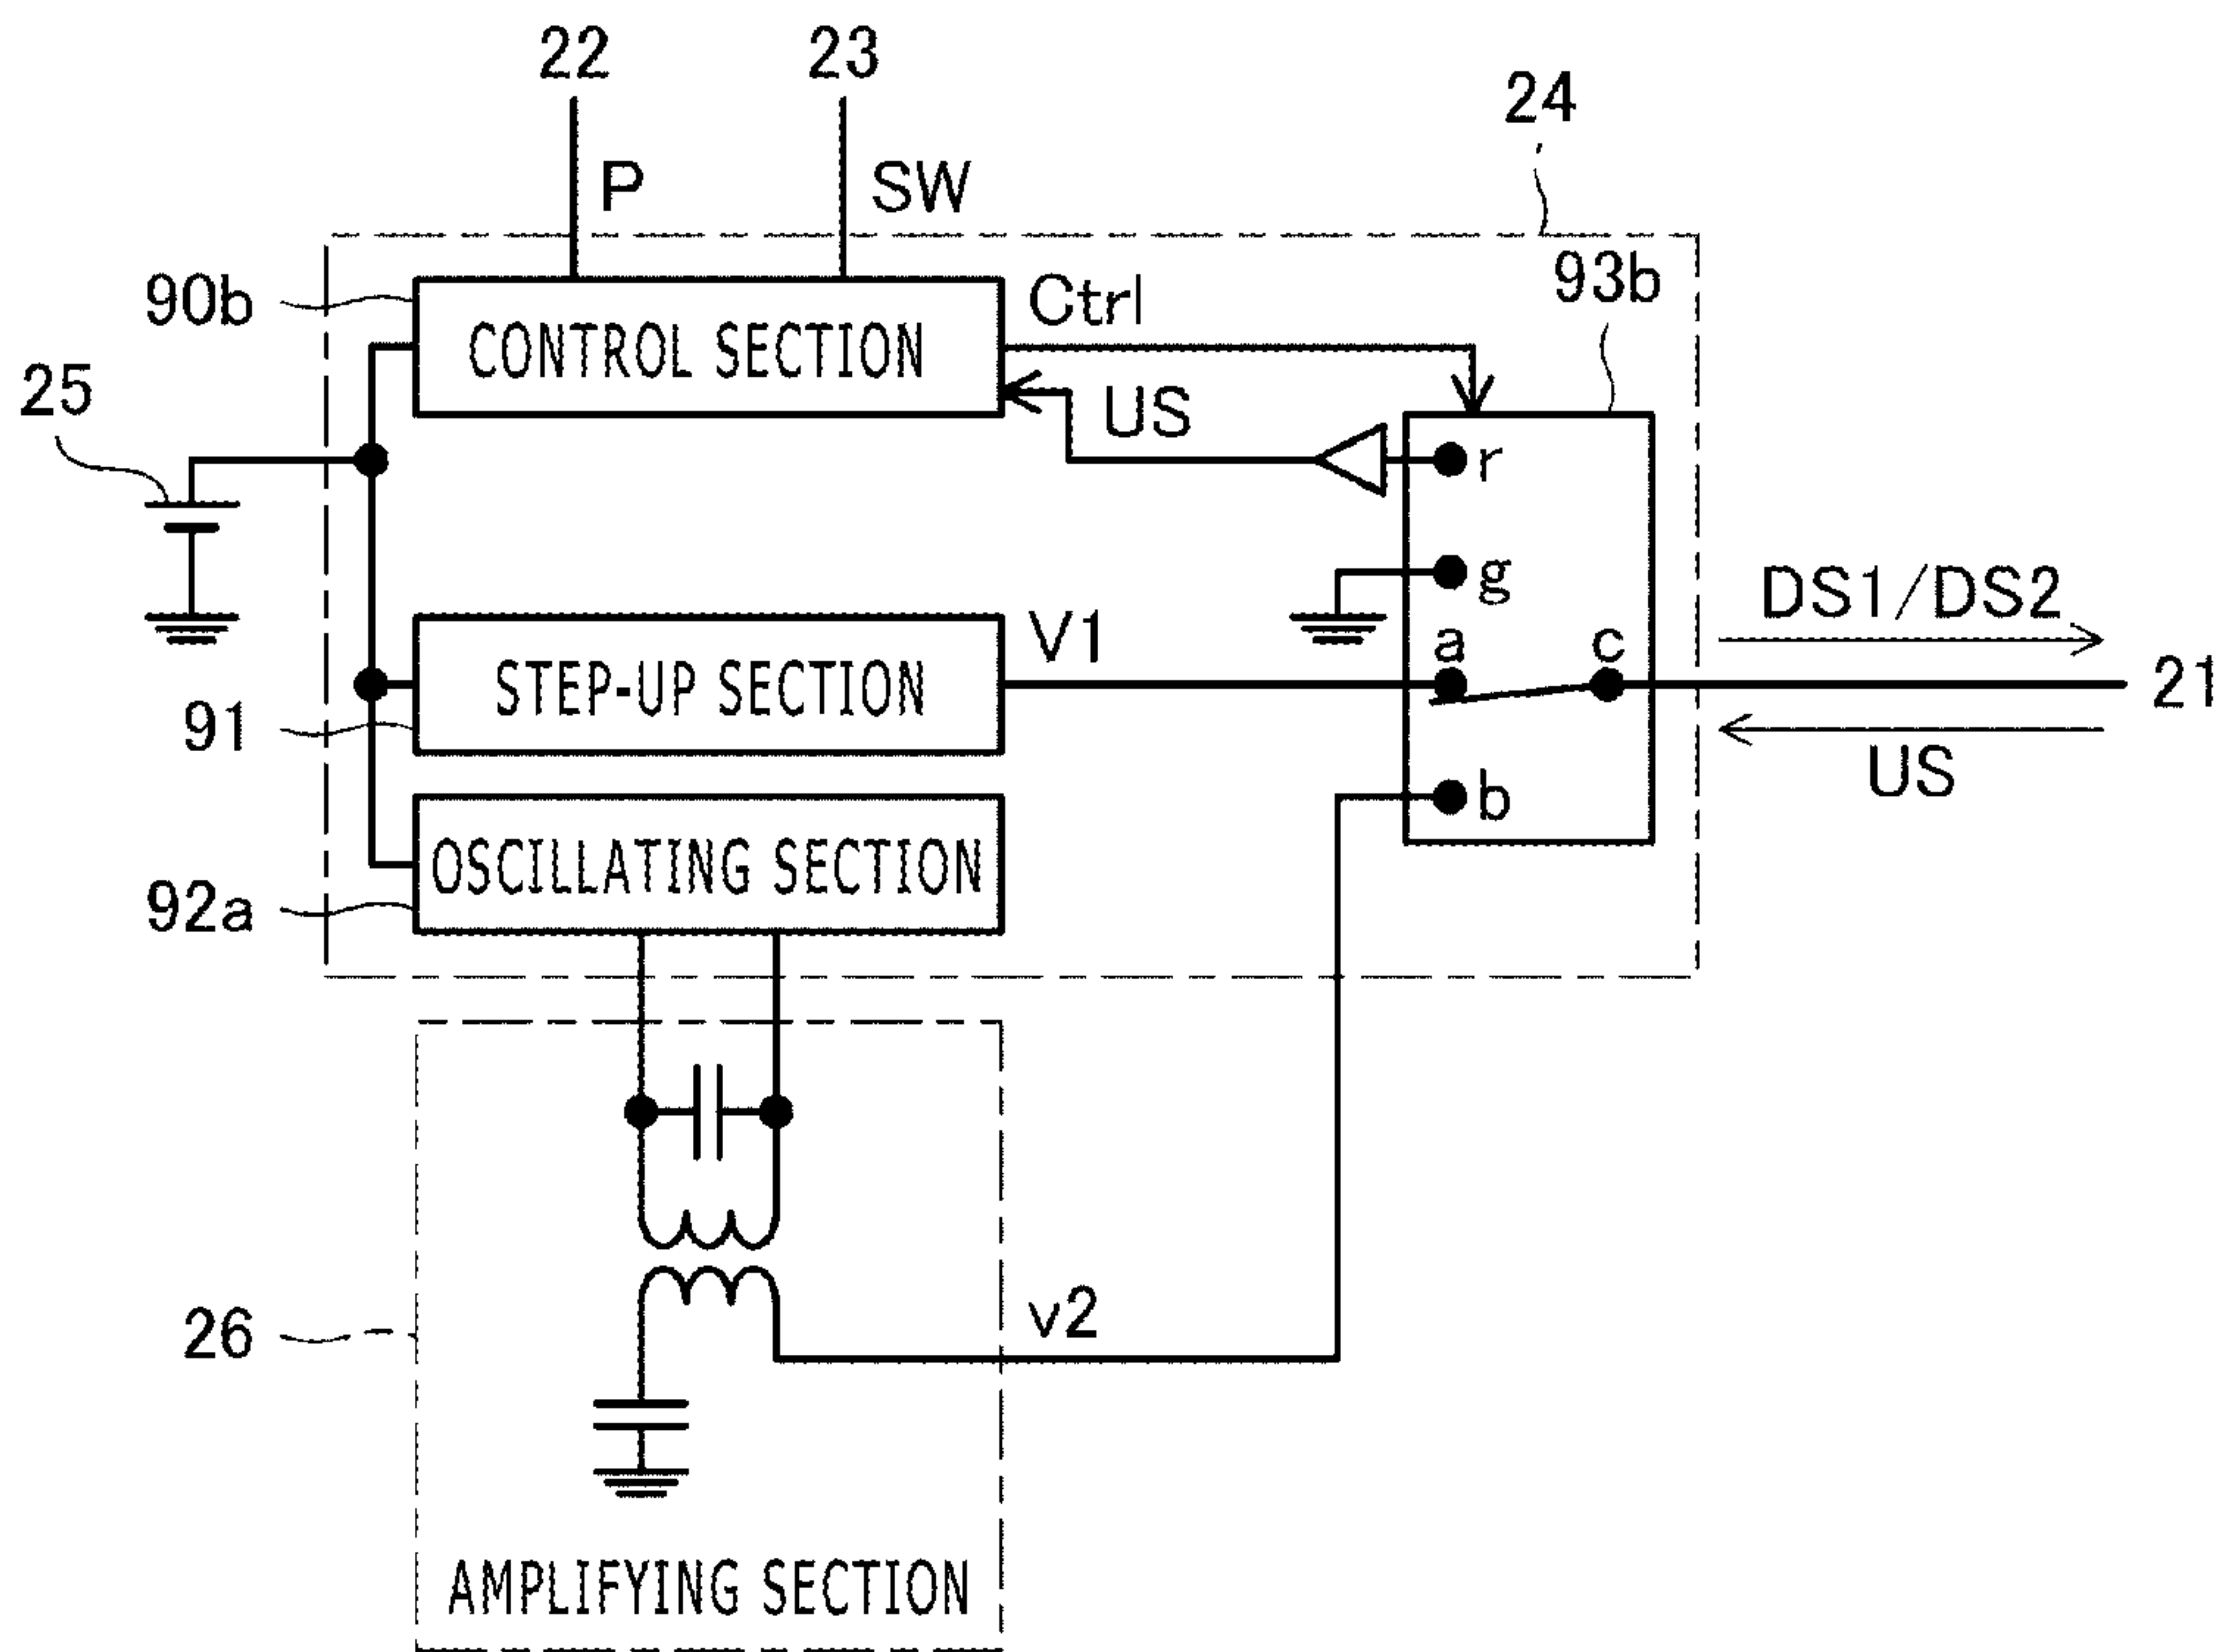 22
23
24
P
SW
90b
CONTROL SECTION
Ctrl
93b
25
US
r
g
DS1/DS2
91
STEP-UP SECTION
V1
a
c
21
US
b
92a
OSCILLATING SECTION
26
v2
AMPLIFYING SECTION